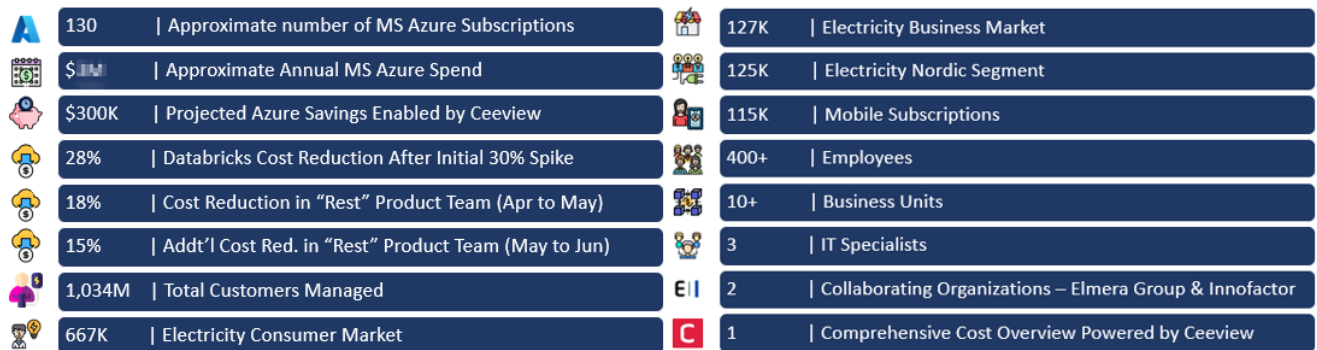 130 | Approximate number of MS Azure Subscriptions
$ | Approximate Annual MS Azure Spend
$300K | Projected Azure Savings Enabled by Ceeview
28% | Databricks Cost Reduction After Initial 30% Spike
18% | Cost Reduction in “Rest” Product Team (Apr to May)
15% | Addt’l Cost Red. in “Rest” Product Team (May to Jun)
1,034M | Total Customers Managed
667K | Electricity Consumer Market
127K | Electricity Business Market
125K | Electricity Nordic Segment
115K | Mobile Subscriptions
400+ | Employees
10+ | Business Units
3 | IT Specialists
2 | Collaborating Organizations – Elmera Group & Innofactor
C 1 | Comprehensive Cost Overview Powered by Ceeview